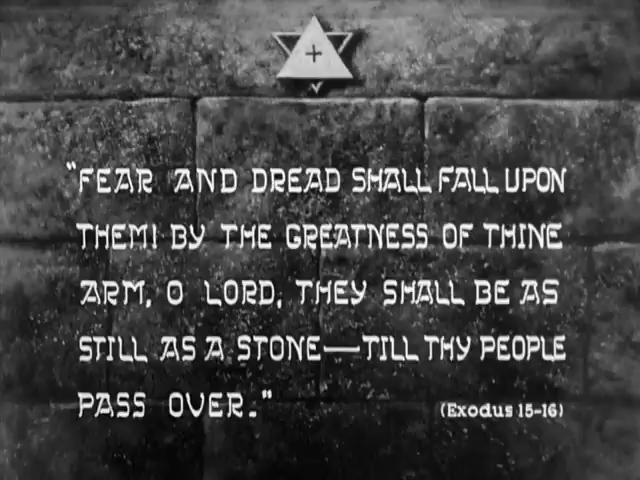 "FEAR AND DREAD SHALL FALL UPON
THEM! BY THE GREATNESS OF THINE
ARM, O LORD, THEY SHALL BE AS
STILL AS A STONE—TILL THY PEOPLE
PASS OVER."
(Exodus 15-16)